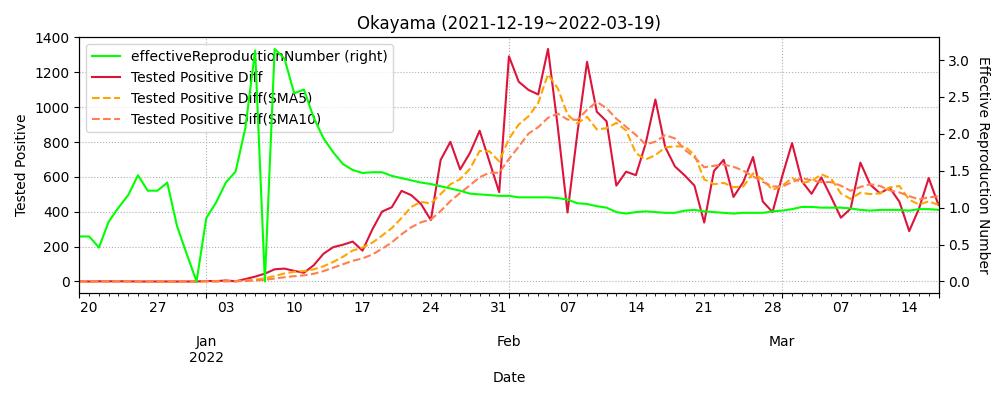 Okayama (2021-12-19~2022-03-19)
effectiveReproductionNumber (right)
Tested Positive Diff
Tested Positive Diff(SMA5)
Tested Positive Diff(SMA10)
Tested Positive
1400
1200
1000
800
600
400
200
0
3.0
2.5
2.0
1.5
1.0
0.5
0.0
Effective Reproduction Number
20 27 03 10 17 24 31 07 14 21 28 07 14
Jan Feb Mar
2022
Date